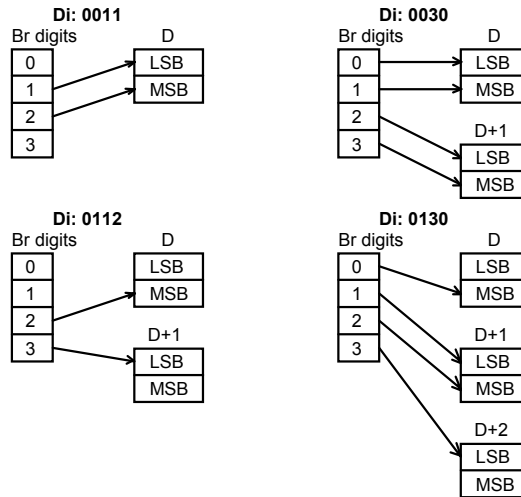 Di: 0011
Br digits D
0
1
2
3
LSB
MSB
Di: 0030
Br digits D
0
1
2
3
LSB
MSB
D+1
LSB
MSB
Di: 0112
Br digits D
0
1
2
3
LSB
MSB
D+1
LSB
MSB
Di: 0130
Br digits D
0
1
2
3
LSB
MSB
D+1
LSB
MSB
D+2
LSB
MSB